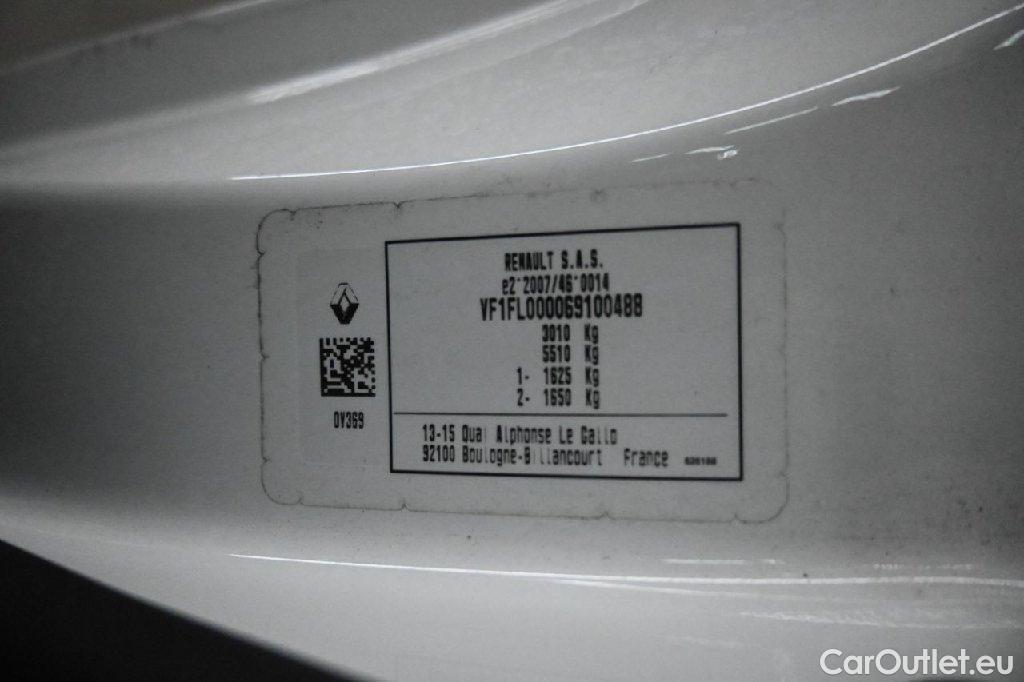 RENAULT S.A.S.
e2*2007/46*0014
VF1FL000069100488
3010 Kg
5510 Kg
1- 1625 Kg
2- 1650 Kg
0V369
13-15 Quai Alphonse Le Gallo
92100 Boulogne-Billancourt France
CarOutlet.eu